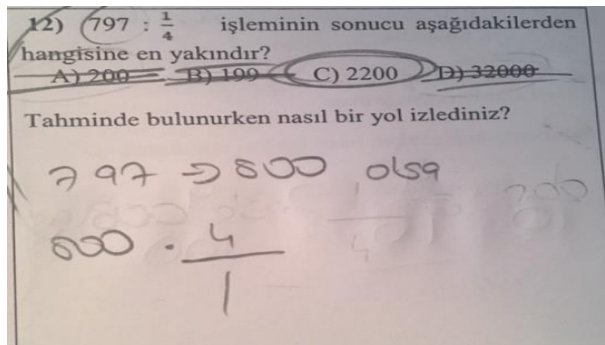 12) 797 : 1/4 işleminin sonucu aşağıdakilerden
hangisine en yakındır?
A) 200 B) 199 C) 2200 D) 32000
Tahminde bulunurken nasıl bir yol izlediniz?
797 => 800 olsa
800 . 4/1